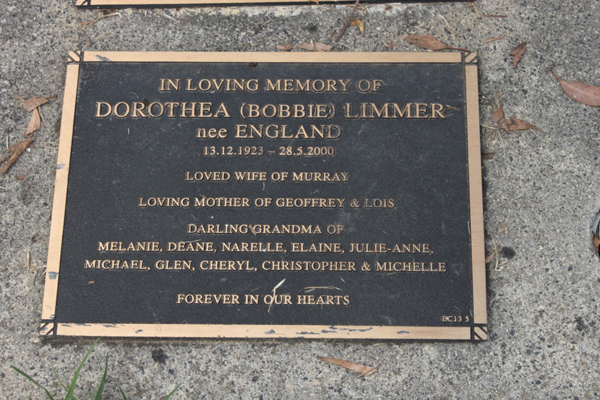 IN LOVING MEMORY OF
DOROTHEA (BOBBIE) LIMMER
nee ENGLAND
13.12.1923 – 28.5.2000
LOVED WIFE OF MURRAY
LOVING MOTHER OF GEOFFREY & LOIS
DARLING GRANDMA OF
MELANIE, DEANE, NARELLE, ELAINE, JULIE-ANNE,
MICHAEL, GLEN, CHERYL, CHRISTOPHER & MICHELLE
FOREVER IN OUR HEARTS
BC13 5